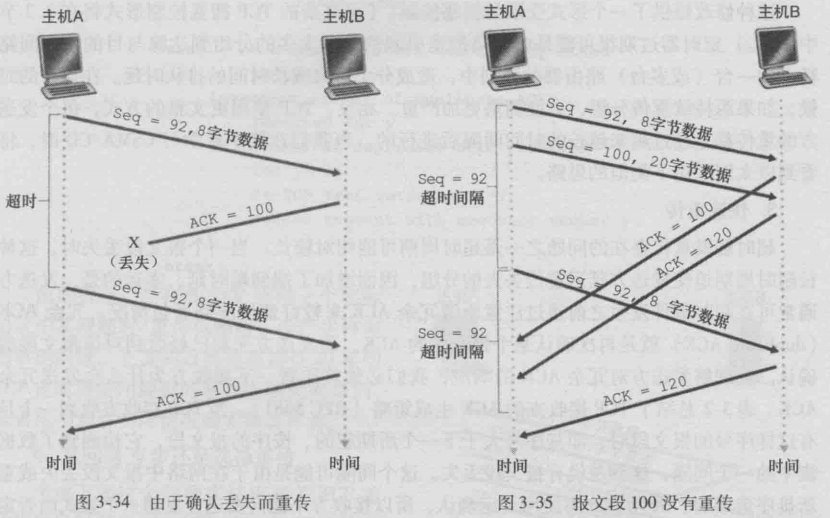 主机A
主机B
Seq = 92,8字节数据
超时
ACK = 100
X
(丢失)
Seq = 92,8字节数据
ACK = 100
时间
时间
图 3-34 由于确认丢失而重传
主机A
主机B
Seq = 92,8字节数据
Seq = 100, 20字节数据
Seq = 92
超时间隔
ACK = 100
ACK = 120
Seq = 92,8 字节数据
Seq = 92
超时间隔
ACK = 120
时间
时间
图 3-35 报文段 100 没有重传